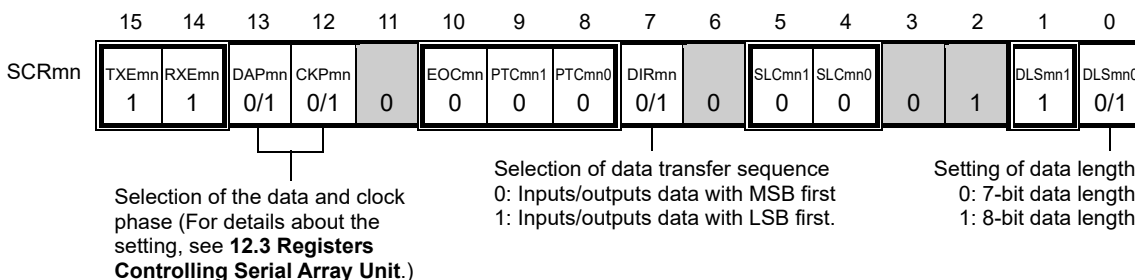 15 14 13 12 11 10 9 8 7 6 5 4 3 2 1 0
SCRmn
TXEmn RXEmn DAPmn CKPmn EOCmn PTCmn1 PTCmn0 DIRmn SLCmn1 SLCmn0 DLSmn1 DLSmn0
1 1 0/1 0/1 0 0 0 0 0/1 0 0 0 0 1 1 0/1
Selection of the data and clock
phase (For details about the
setting, see 12.3 Registers
Controlling Serial Array Unit.)
Selection of data transfer sequence
0: Inputs/outputs data with MSB first
1: Inputs/outputs data with LSB first.
Setting of data length
0: 7-bit data length
1: 8-bit data length